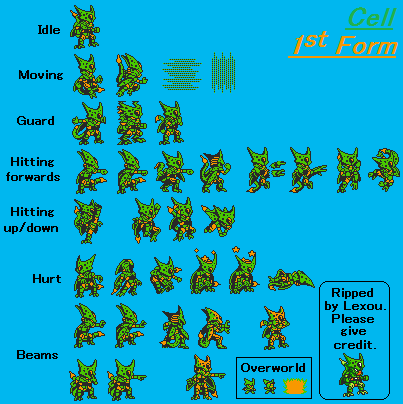 Cell
1st Form
Idle
Moving
Guard
Hitting
forwards
Hitting
up/down
Hurt
Beams
Overworld
Ripped
by Lexou.
Please
give
credit.